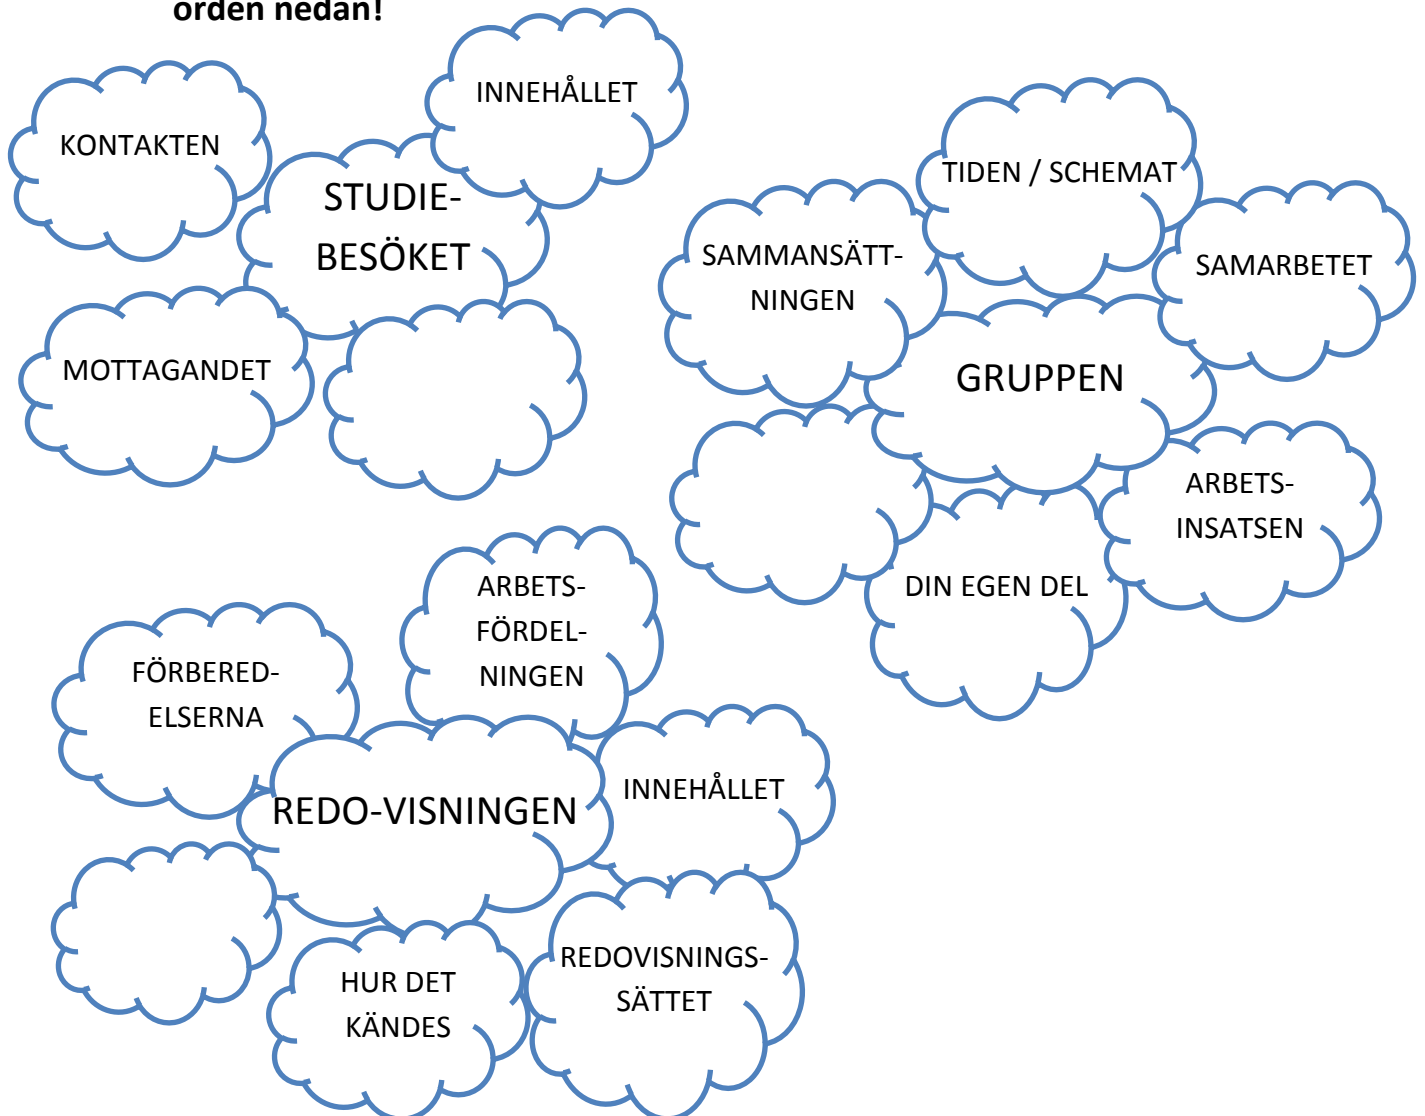 orden nedan!
INNEHÅLLET
KONTAKTEN
STUDIE-
BESÖKET
MOTTAGANDET
TIDEN / SCHEMAT
SAMMANSÄTT-
NINGEN
SAMARBETET
GRUPPEN
ARBETS-
INSATSEN
DIN EGEN DEL
ARBETS-
FÖRDEL-
NINGEN
FÖRBERED-
ELSERNA
REDO-VISNINGEN
INNEHÅLLET
REDOVISNINGS-
SÄTTET
HUR DET
KÄNDES